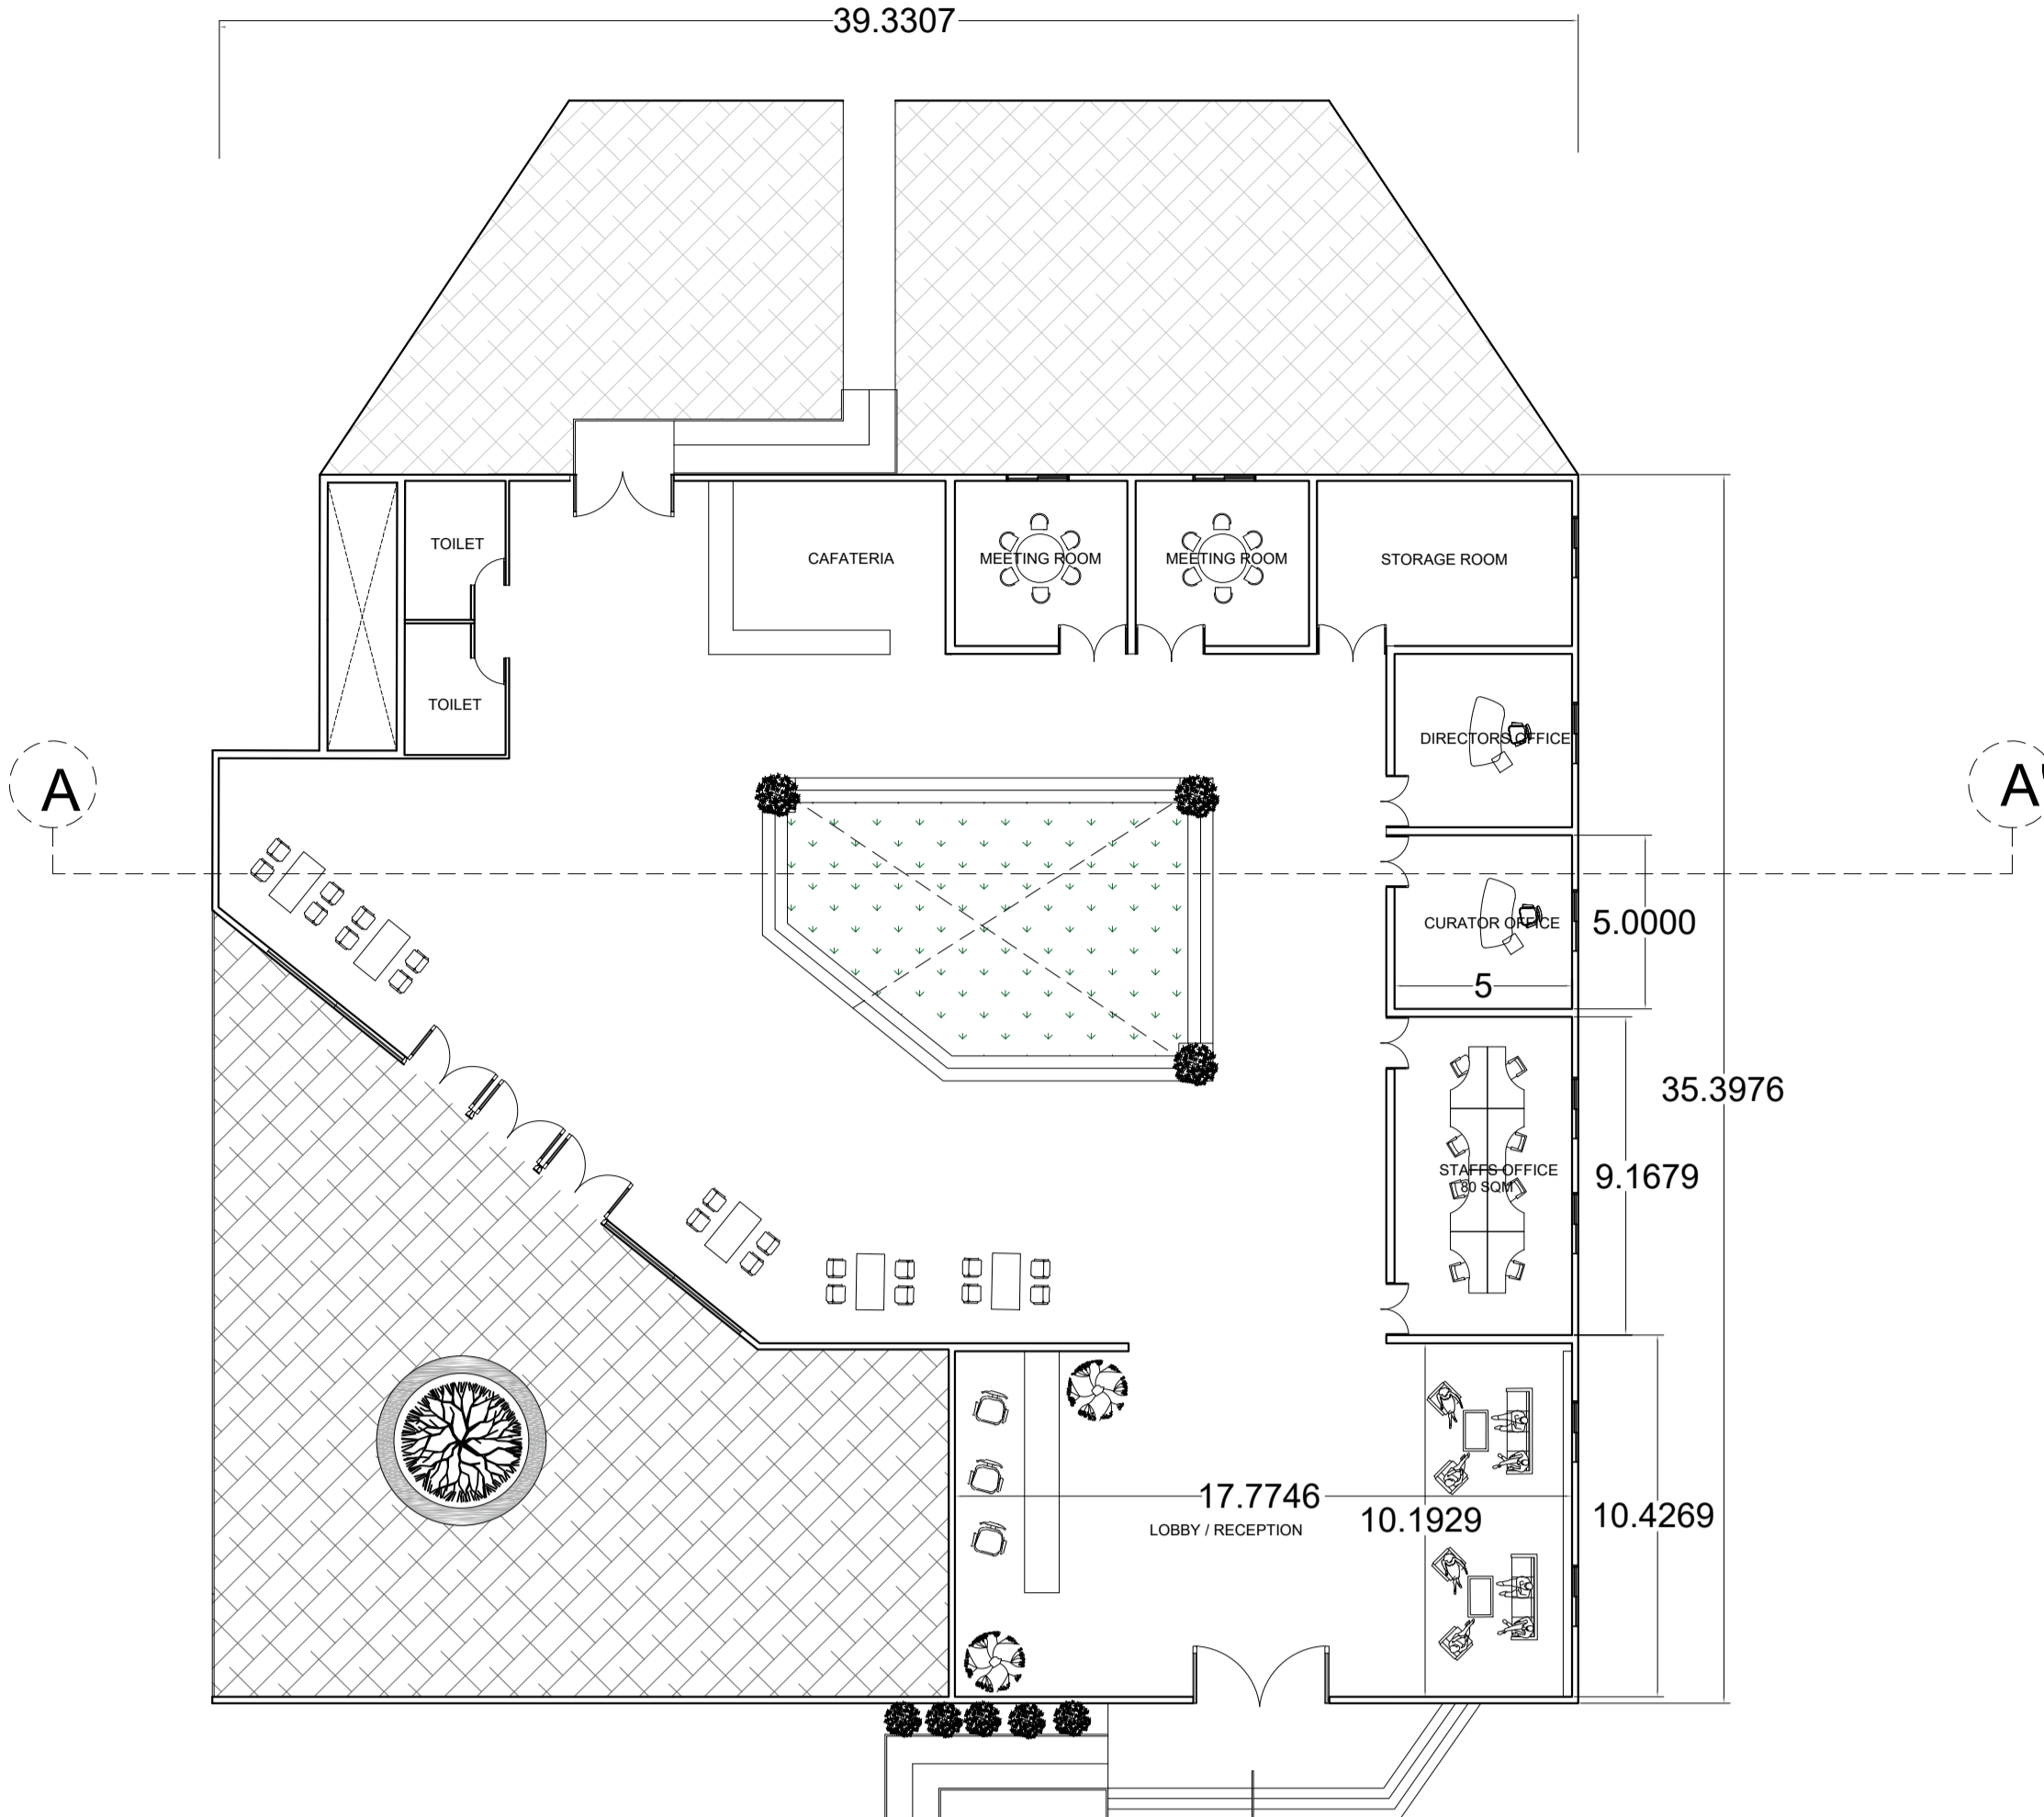 39.3307
TOILET
CAFATERIA
MEETING ROOM
MEETING ROOM
STORAGE ROOM
TOILET
DIRECTORS OFFICE
A
A'
CURATOR OFFICE
5.0000
5
35.3976
STAFFS OFFICE
80 SQM
9.1679
17.7746
LOBBY / RECEPTION
10.1929
10.4269